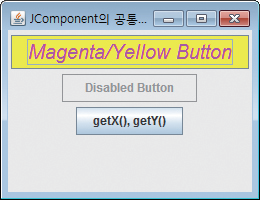 JComponent의 공통...
Magenta/Yellow Button
Disabled Button
getX(), getY()